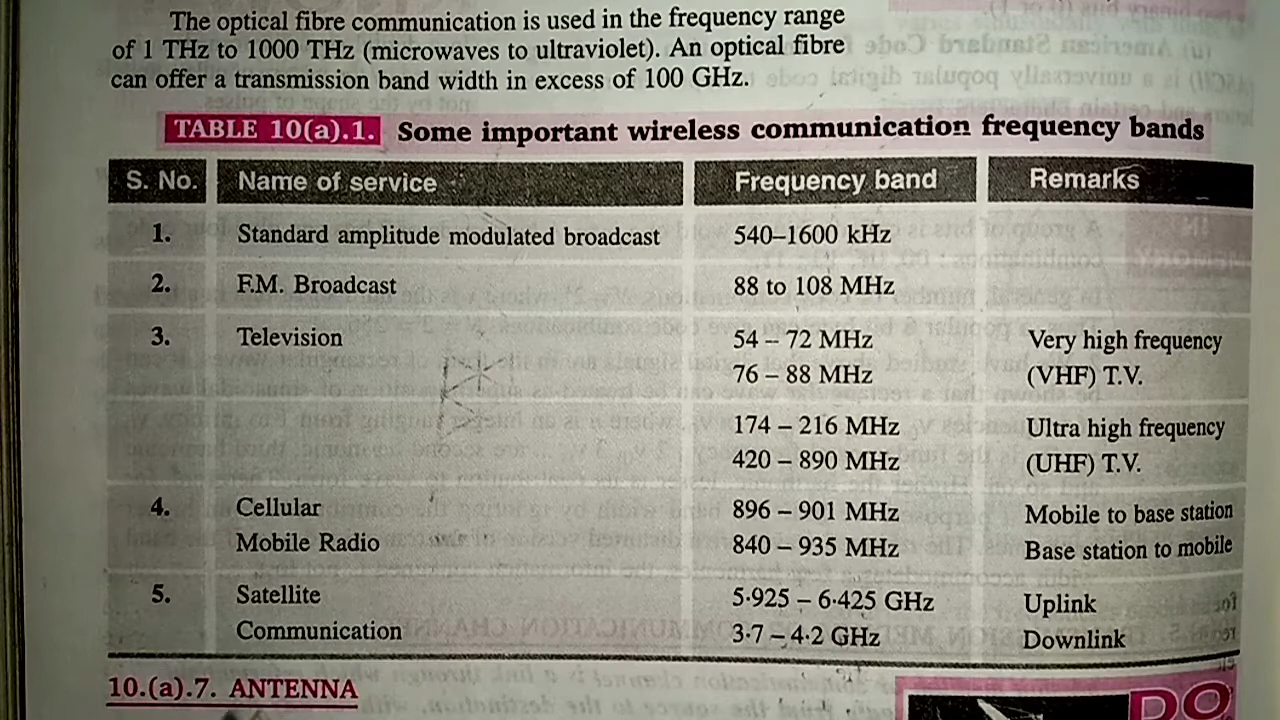 The optical fibre communication is used in the frequency range
of 1 THz to 1000 THz (microwaves to ultraviolet). An optical fibre
can offer a transmission band width in excess of 100 GHz.
TABLE 10(a).1. Some important wireless communication frequency bands
S. No. Name of service Frequency band Remarks
1. Standard amplitude modulated broadcast 540–1600 kHz
2. F.M. Broadcast 88 to 108 MHz
3. Television 54 – 72 MHz Very high frequency
76 – 88 MHz (VHF) T.V.
174 – 216 MHz Ultra high frequency
420 – 890 MHz (UHF) T.V.
4. Cellular 896 – 901 MHz Mobile to base station
Mobile Radio 840 – 935 MHz Base station to mobile
5. Satellite 5·925 – 6·425 GHz Uplink
Communication 3·7 – 4·2 GHz Downlink
10.(a).7. ANTENNA
DO